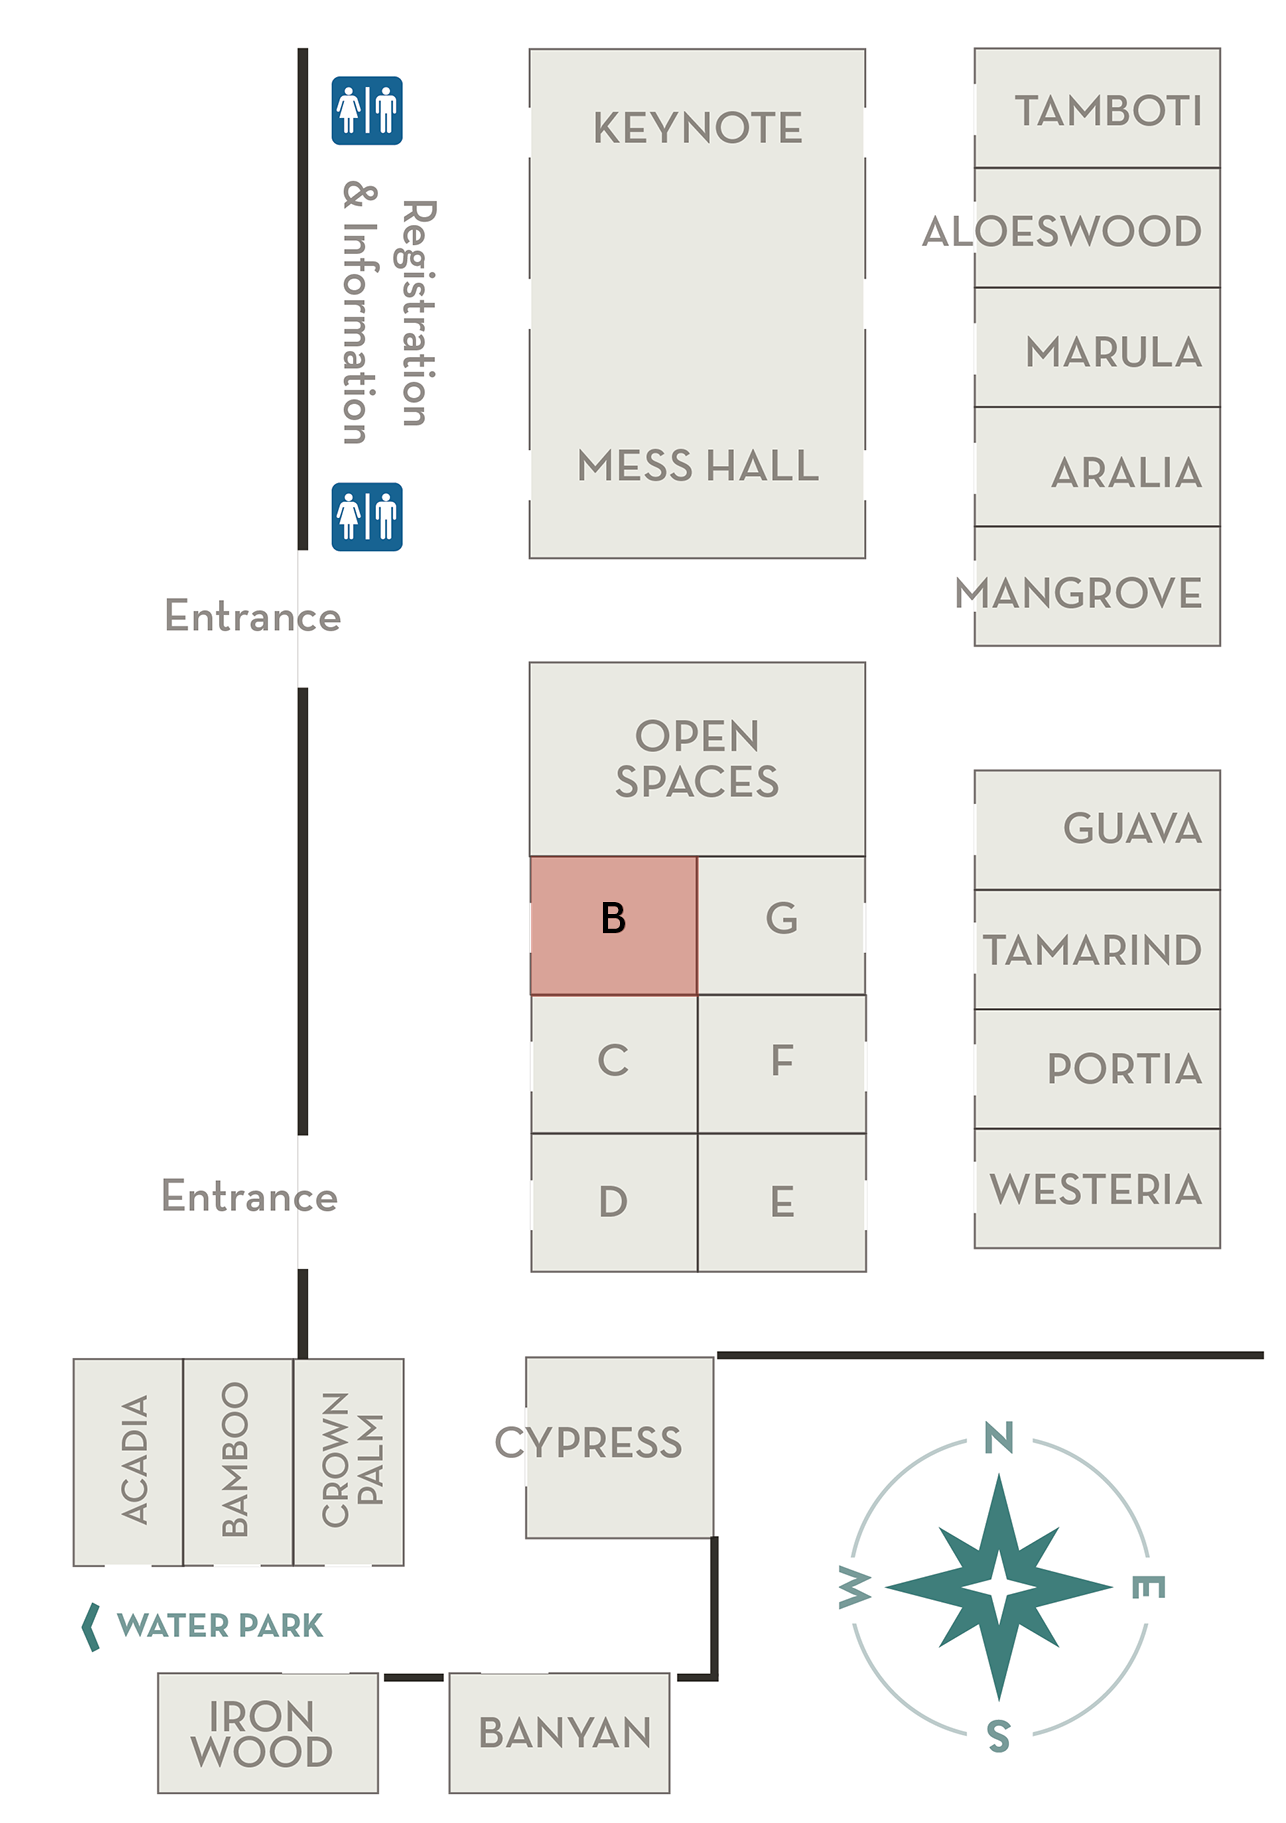 KEYNOTE
MESS HALL
Registration
& Information
TAMBOTI
ALOESWOOD
MARULA
ARALIA
MANGROVE
Entrance
OPEN
SPACES
B
G
C
F
D
E
GUAVA
TAMARIND
PORTIA
WESTERIA
Entrance
ACADIA
BAMBOO
CROWN
PALM
CYPRESS
WATER PARK
IRON
WOOD
BANYAN
N
W
E
S